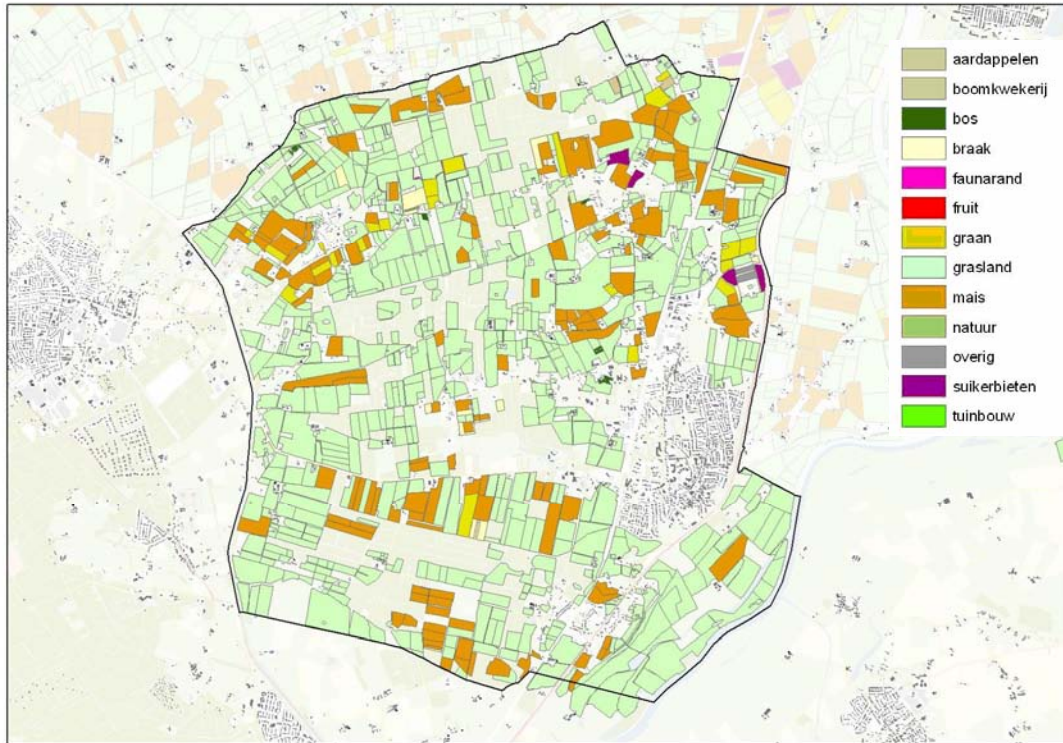 aardappelen
boomkwekerij
bos
braak
faunarand
fruit
graan
grasland
mais
natuur
overig
suikerbieten
tuinbouw